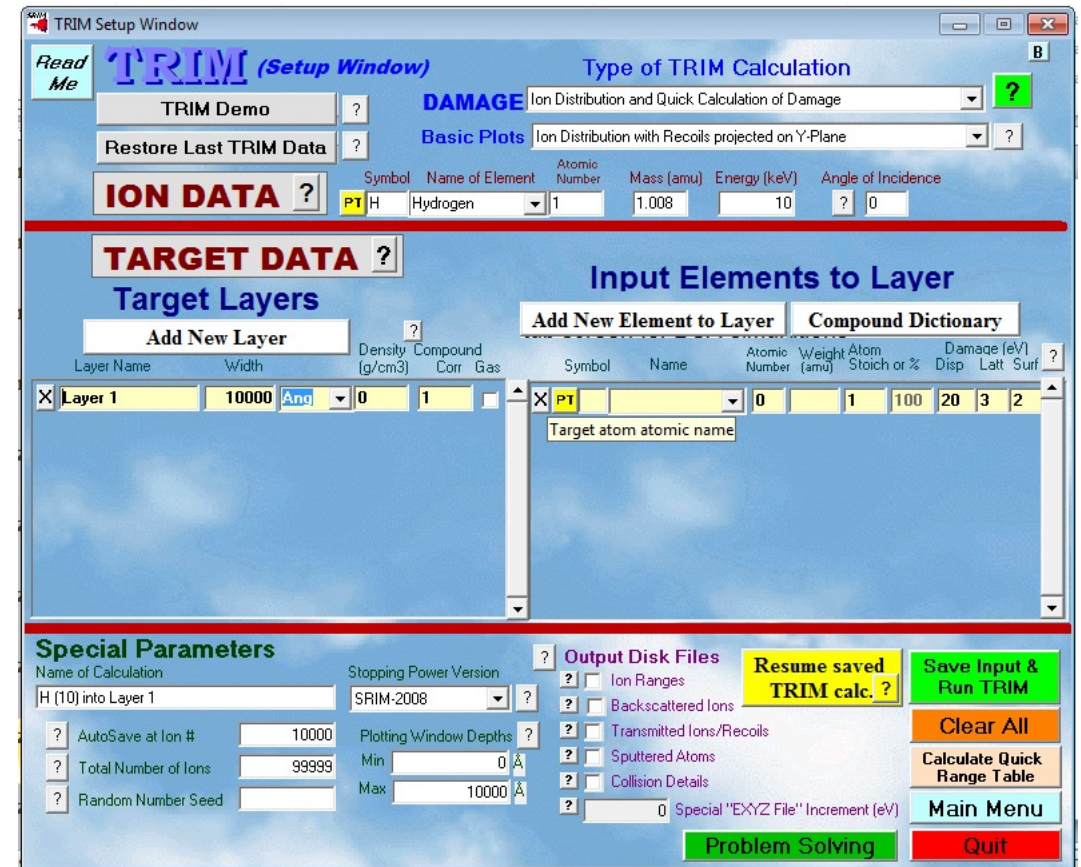 TRIM Setup Window
Read Me
TRIM (Setup Window)
Type of TRIM Calculation
B
TRIM Demo ?
DAMAGE Ion Distribution and Quick Calculation of Damage ?
Restore Last TRIM Data ?
Basic Plots Ion Distribution with Recoils projected on Y-Plane ?
ION DATA ?
Symbol Name of Element Atomic Number Mass (amu) Energy (keV) Angle of Incidence
PT H Hydrogen 1 1.008 10 ? 0
TARGET DATA ?
Target Layers
Input Elements to Layer
Add New Layer
?
Add New Element to Layer Compound Dictionary
Layer Name Width Density (g/cm3) Compound Corr Gas
Symbol Name Atomic Number Weight (amu) Atom Stoich or % Damage (eV) Disp Latt Surf ?
X Layer 1 10000 Ang 0 1
X PT 0 1 100 20 3 2
Target atom atomic name
Special Parameters
Name of Calculation
H (10) into Layer 1
Stopping Power Version
SRIM-2008 ?
? AutoSave at Ion # 10000
? Total Number of Ions 99999
? Random Number Seed
Plotting Window Depths ?
Min 0 Å
Max 10000 Å
? Output Disk Files
? Ion Ranges
? Backscattered Ions
? Transmitted Ions/Recoils
? Sputtered Atoms
? Collision Details
? 0 Special "EXYZ File" Increment (eV)
Resume saved TRIM calc. ?
Save Input & Run TRIM
Clear All
Calculate Quick Range Table
Main Menu
Problem Solving
Quit